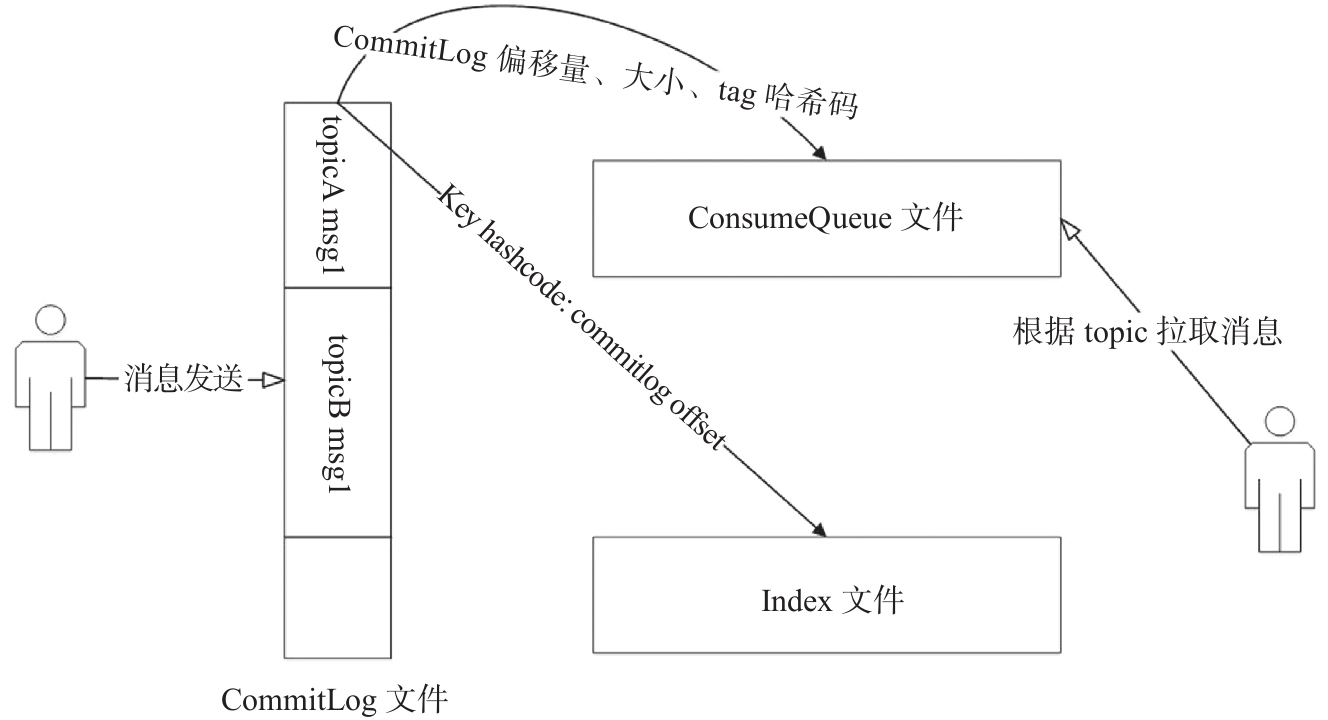 CommitLog 偏移量、大小、tag 哈希码
topicA msg1
ConsumeQueue 文件
Key hashcode: commitlog offset
根据 topic 拉取消息
消息发送
topicB msg1
Index 文件
CommitLog 文件